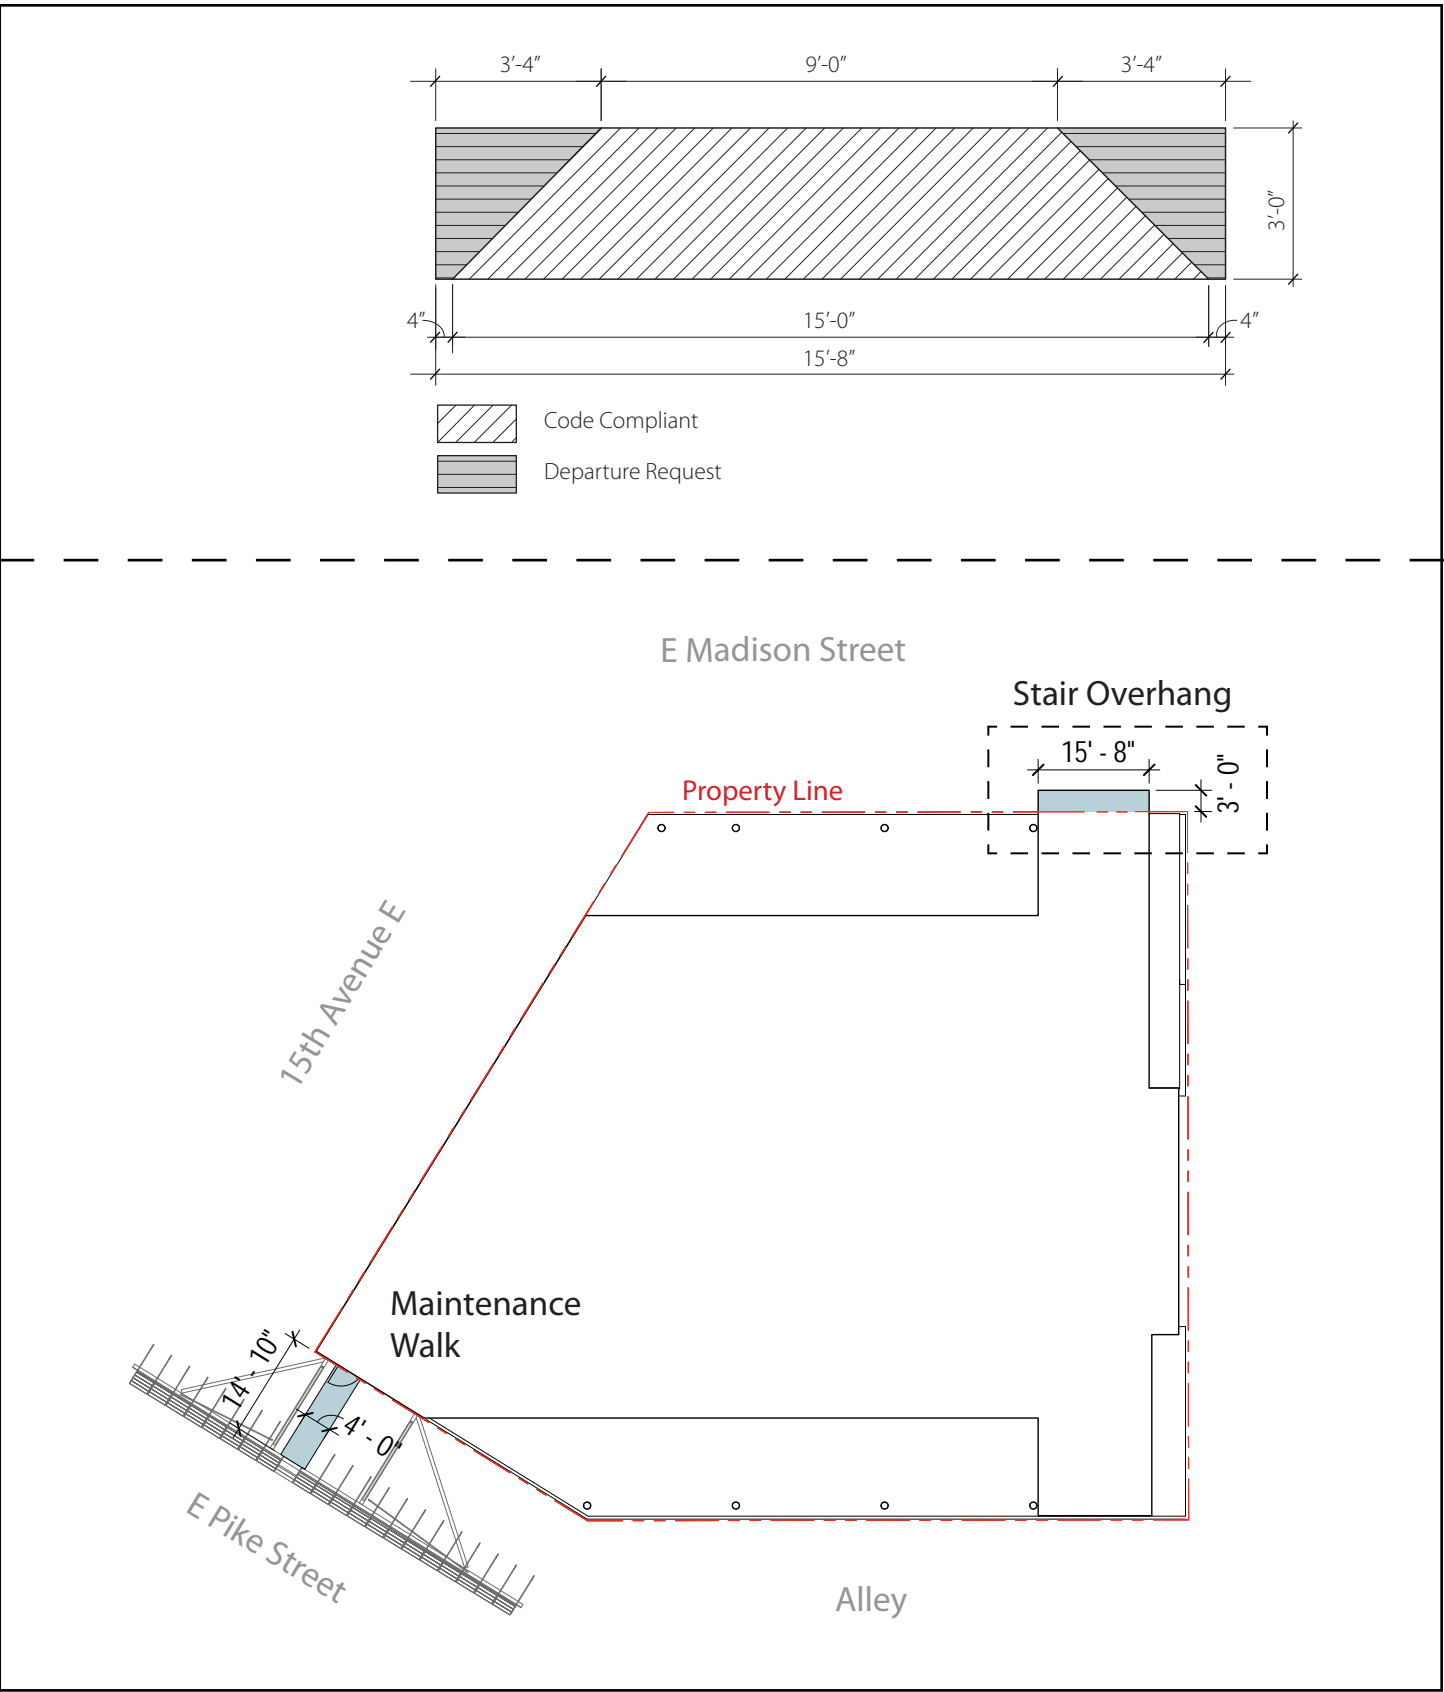 3’-4”
9’-0”
3’-4”
3’-0”
4”
15’-0”
4”
15’-8”
Code Compliant
Departure Request
E Madison Street
Stair Overhang
15' - 8"
3' - 0"
Property Line
15th Avenue E
Maintenance
Walk
14' - 10"
4' - 0"
E Pike Street
Alley